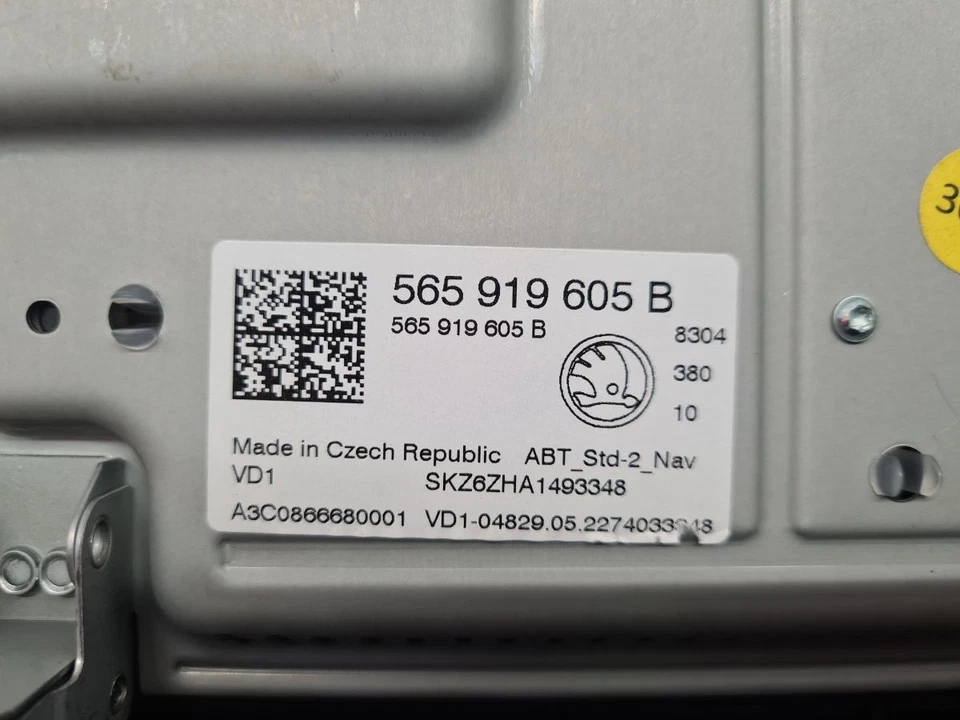 565 919 605 B
565 919 605 B
8304
380
10
Made in Czech Republic ABT_Std-2_Nav
VD1 SKZ6ZHA1493348
A3C0866680001